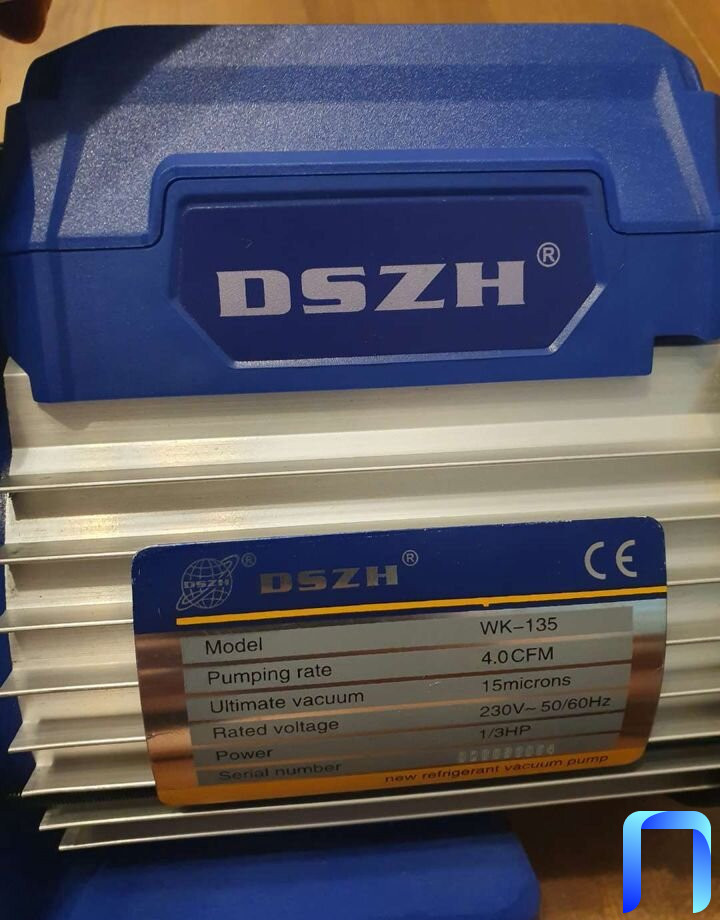 DSZH®
DSZH® DSZH® CE
Model WK-135
Pumping rate 4.0CFM
Ultimate vacuum 15microns
Rated voltage 230V~ 50/60Hz
Power 1/3HP
Serial number
new refrigerant vacuum pump